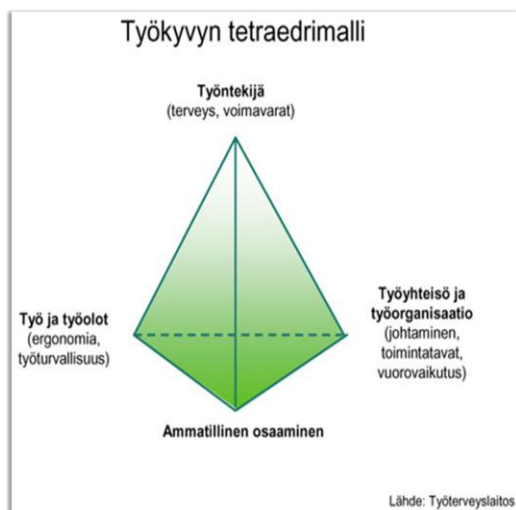 Työkyvyn tetraedrimalli
Työntekijä
(terveys, voimavarat)
Työ ja työolot
(ergonomia,
työturvallisuus)
Työyhteisö ja
työorganisaatio
(johtaminen,
toimintatavat,
vuorovaikutus)
Ammatillinen osaaminen
Lähde: Työterveyslaitos